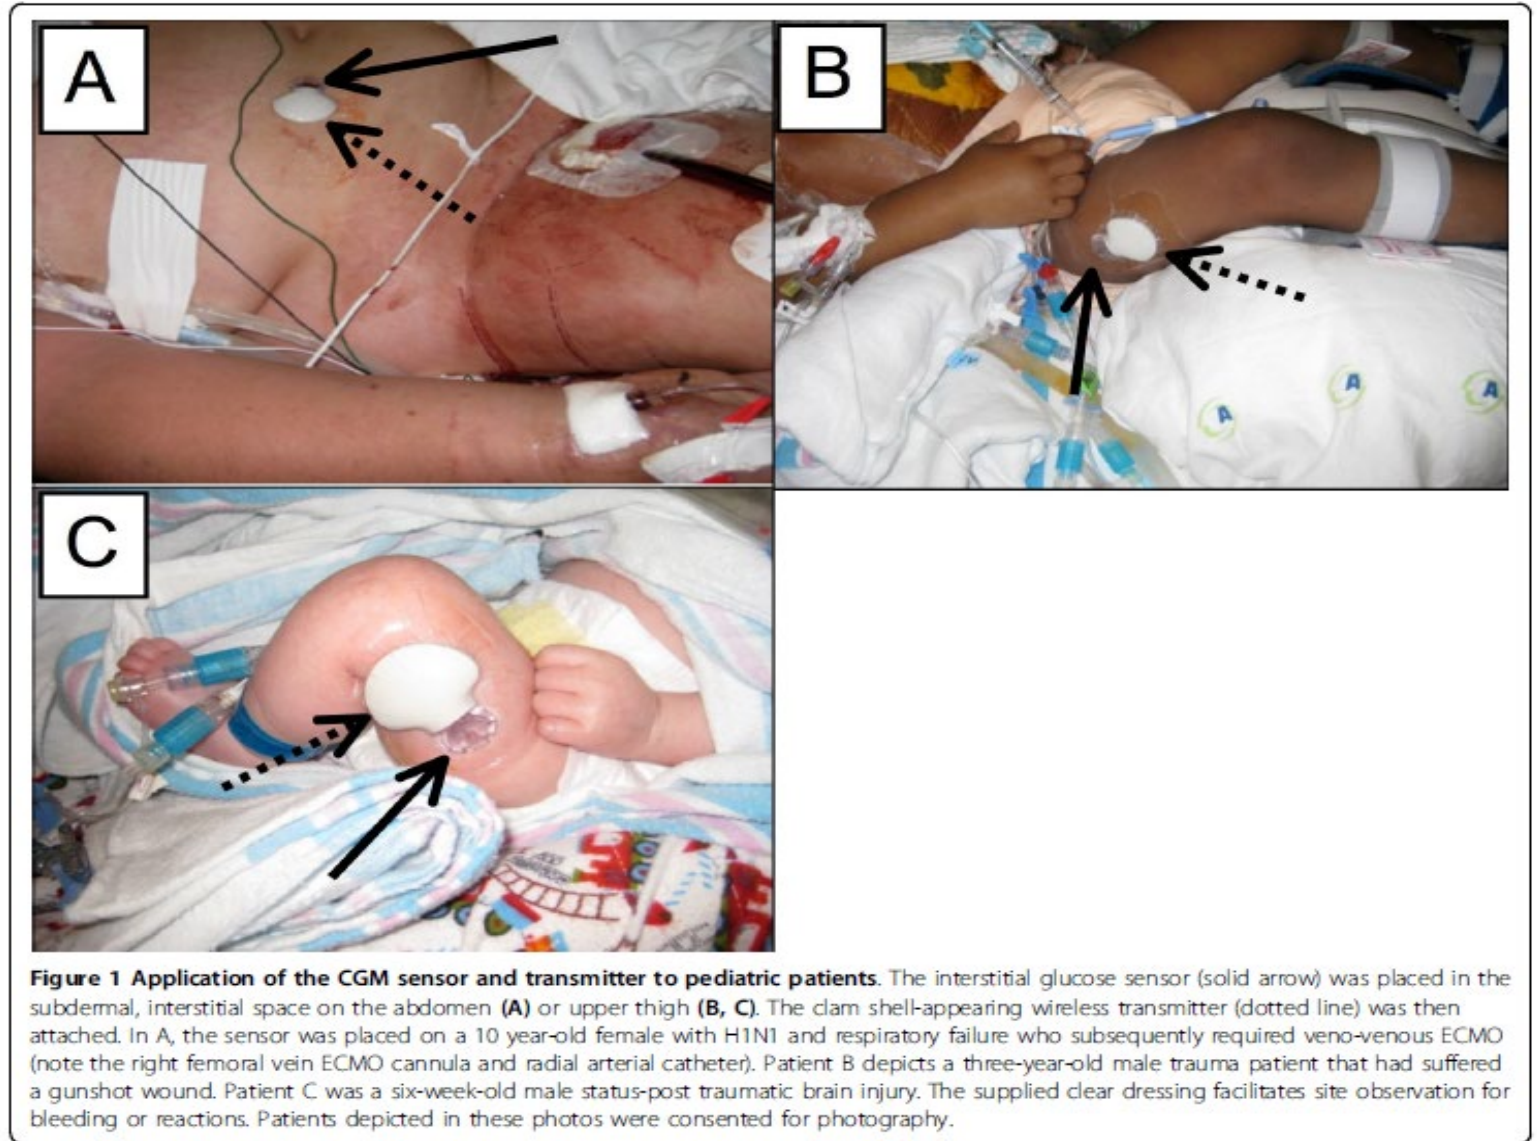 A
B
A
A
A
C
Figure 1 Application of the CGM sensor and transmitter to pediatric patients. The interstitial glucose sensor (solid arrow) was placed in the
subdermal, interstitial space on the abdomen (A) or upper thigh (B, C). The clam shell-appearing wireless transmitter (dotted line) was then
attached. In A, the sensor was placed on a 10 year-old female with H1N1 and respiratory failure who subsequently required veno-venous ECMO
(note the right femoral vein ECMO cannula and radial arterial catheter). Patient B depicts a three-year-old male trauma patient that had suffered
a gunshot wound. Patient C was a six-week-old male status-post traumatic brain injury. The supplied clear dressing facilitates site observation for
bleeding or reactions. Patients depicted in these photos were consented for photography.